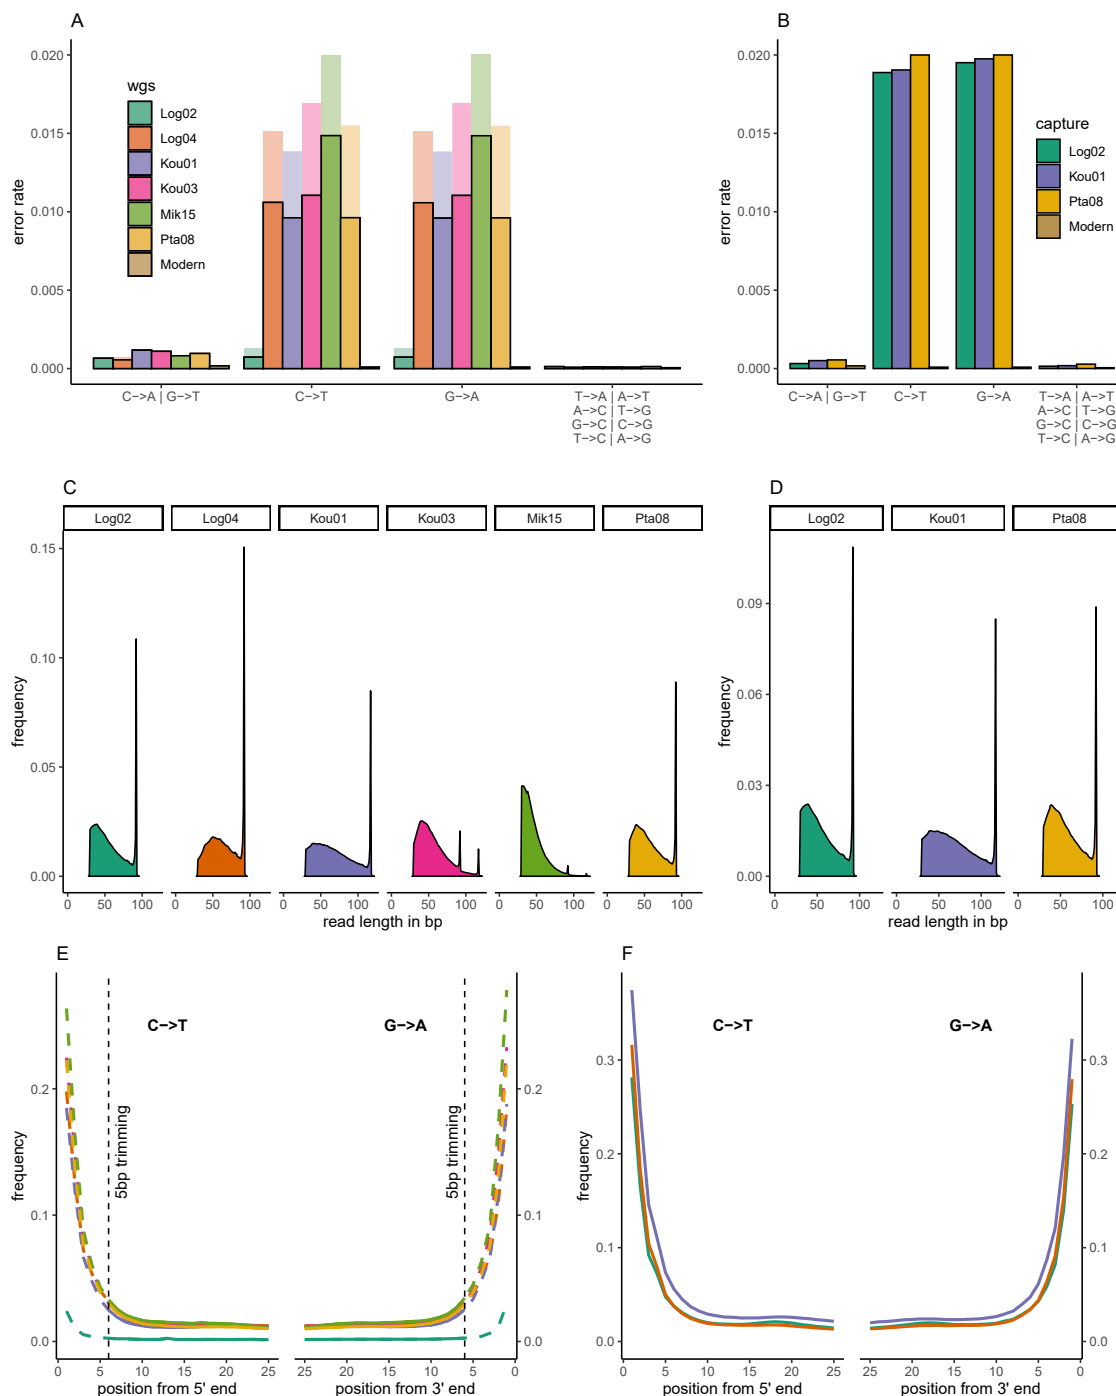 A
B
0.020
0.015
0.010
0.005
0.000
error rate
wgs
Log02
Log04
Kou01
Kou03
Mik15
Pta08
Modern
C->A | G->T
C->T
G->A
T->A | A->T
A->C | T->G
G->C | C->G
T->C | A->G
0.020
0.015
0.010
0.005
0.000
error rate
capture
Log02
Kou01
Pta08
Modern
C->A | G->T
C->T
G->A
T->A | A->T
A->C | T->G
G->C | C->G
T->C | A->G
C
Log02
Log04
Kou01
Kou03
Mik15
Pta08
0.15
0.10
0.05
0.00
frequency
0 50 100
0 50 100
0 50 100
0 50 100
0 50 100
0 50 100
read length in bp
D
Log02
Kou01
Pta08
0.09
0.06
0.03
0.00
frequency
0 50 100
0 50 100
0 50 100
read length in bp
E
C->T
G->A
5bp trimming
5bp trimming
0.2
0.1
0.0
frequency
0.2
0.1
0.0
0 5 10 15 20 25
25 20 15 10 5 0
position from 5' end
position from 3' end
F
C->T
G->A
0.3
0.2
0.1
0.0
frequency
0.3
0.2
0.1
0.0
0 5 10 15 20 25
25 20 15 10 5 0
position from 5' end
position from 3' end